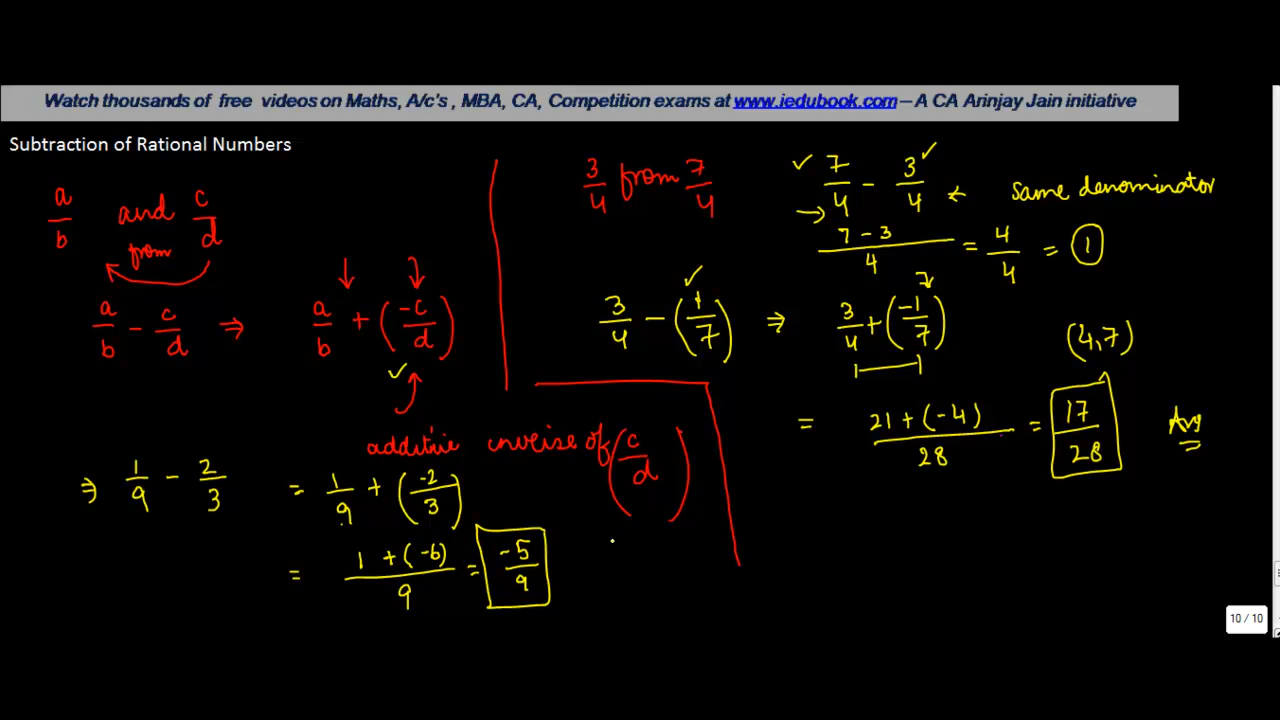 Watch thousands of free videos on Maths, A/c's , MBA, CA, Competition exams at www.iedubook.com – A CA Arinjay Jain initiative
Subtraction of Rational Numbers
a/b and c/d
from
a/b - c/d ⇒ a/b + (-c/d)
additive inverse of (c/d)
⇒ 1/9 - 2/3 = 1/9 + (-2/3)
= 1 + (-6)/9 = -5/9
3/4 from 7/4
7/4 - 3/4 ← same denominator
7 - 3/4 = 4/4 = 1
3/4 - (1/7) ⇒ 3/4 + (-1/7)
(4,7)
= 21 + (-4)/28 = 17/28 Ans
10 / 10